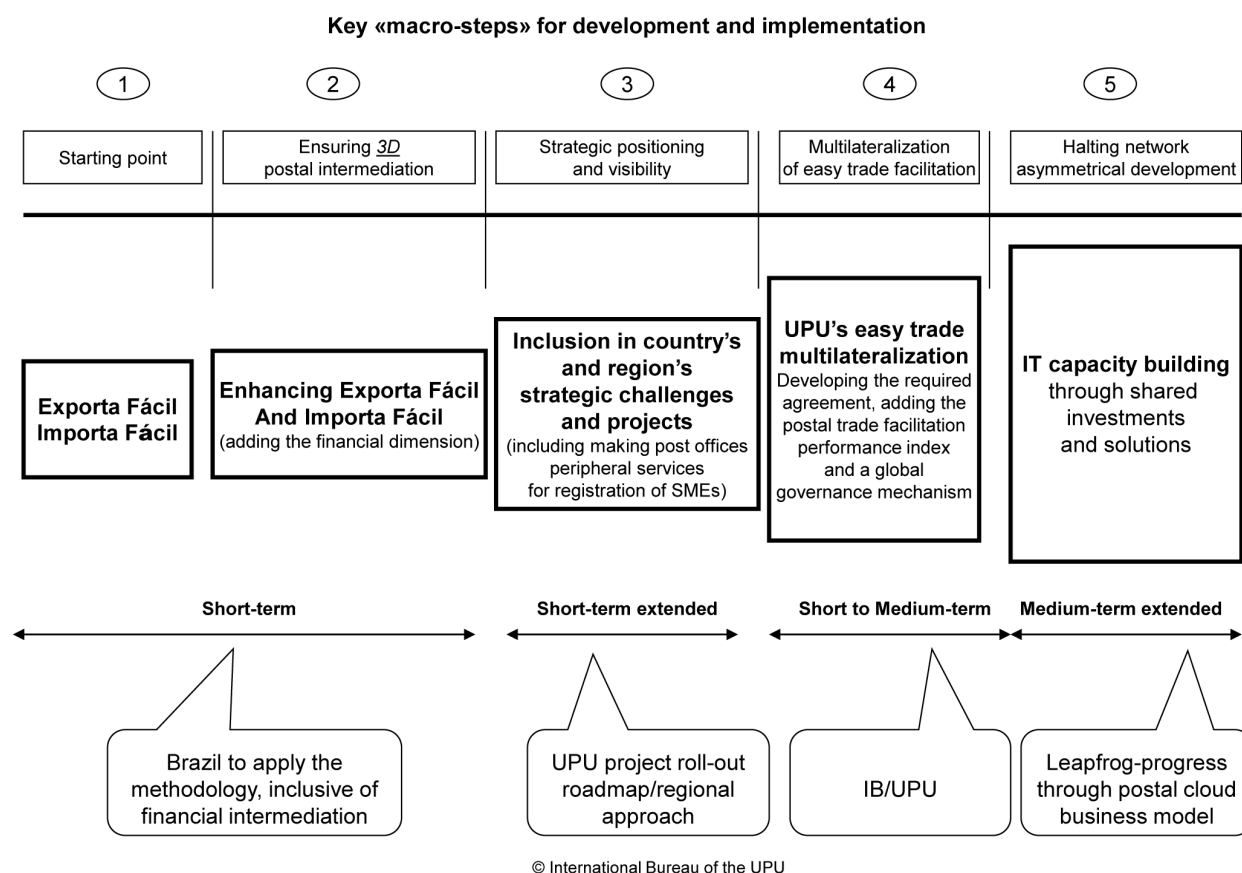 Key «macro-steps» for development and implementation
1
2
3
4
5
Starting point
Ensuring 3D
postal intermediation
Strategic positioning
and visibility
Multilateralization
of easy trade facilitation
Halting network
asymmetrical development
Exporta Fácil
Importa Fácil
Enhancing Exporta Fácil
And Importa Fácil
(adding the financial dimension)
Inclusion in country's
and region's
strategic challenges
and projects
(including making post offices
peripheral services
for registration of SMEs)
UPU's easy trade
multilateralization
Developing the required
agreement, adding the
postal trade facilitation
performance index
and a global
governance mechanism
IT capacity building
through shared
investments
and solutions
Short-term
Short-term extended
Short to Medium-term
Medium-term extended
Brazil to apply the
methodology, inclusive of
financial intermediation
UPU project roll-out
roadmap/regional
approach
IB/UPU
Leapfrog-progress
through postal cloud
business model
© International Bureau of the UPU